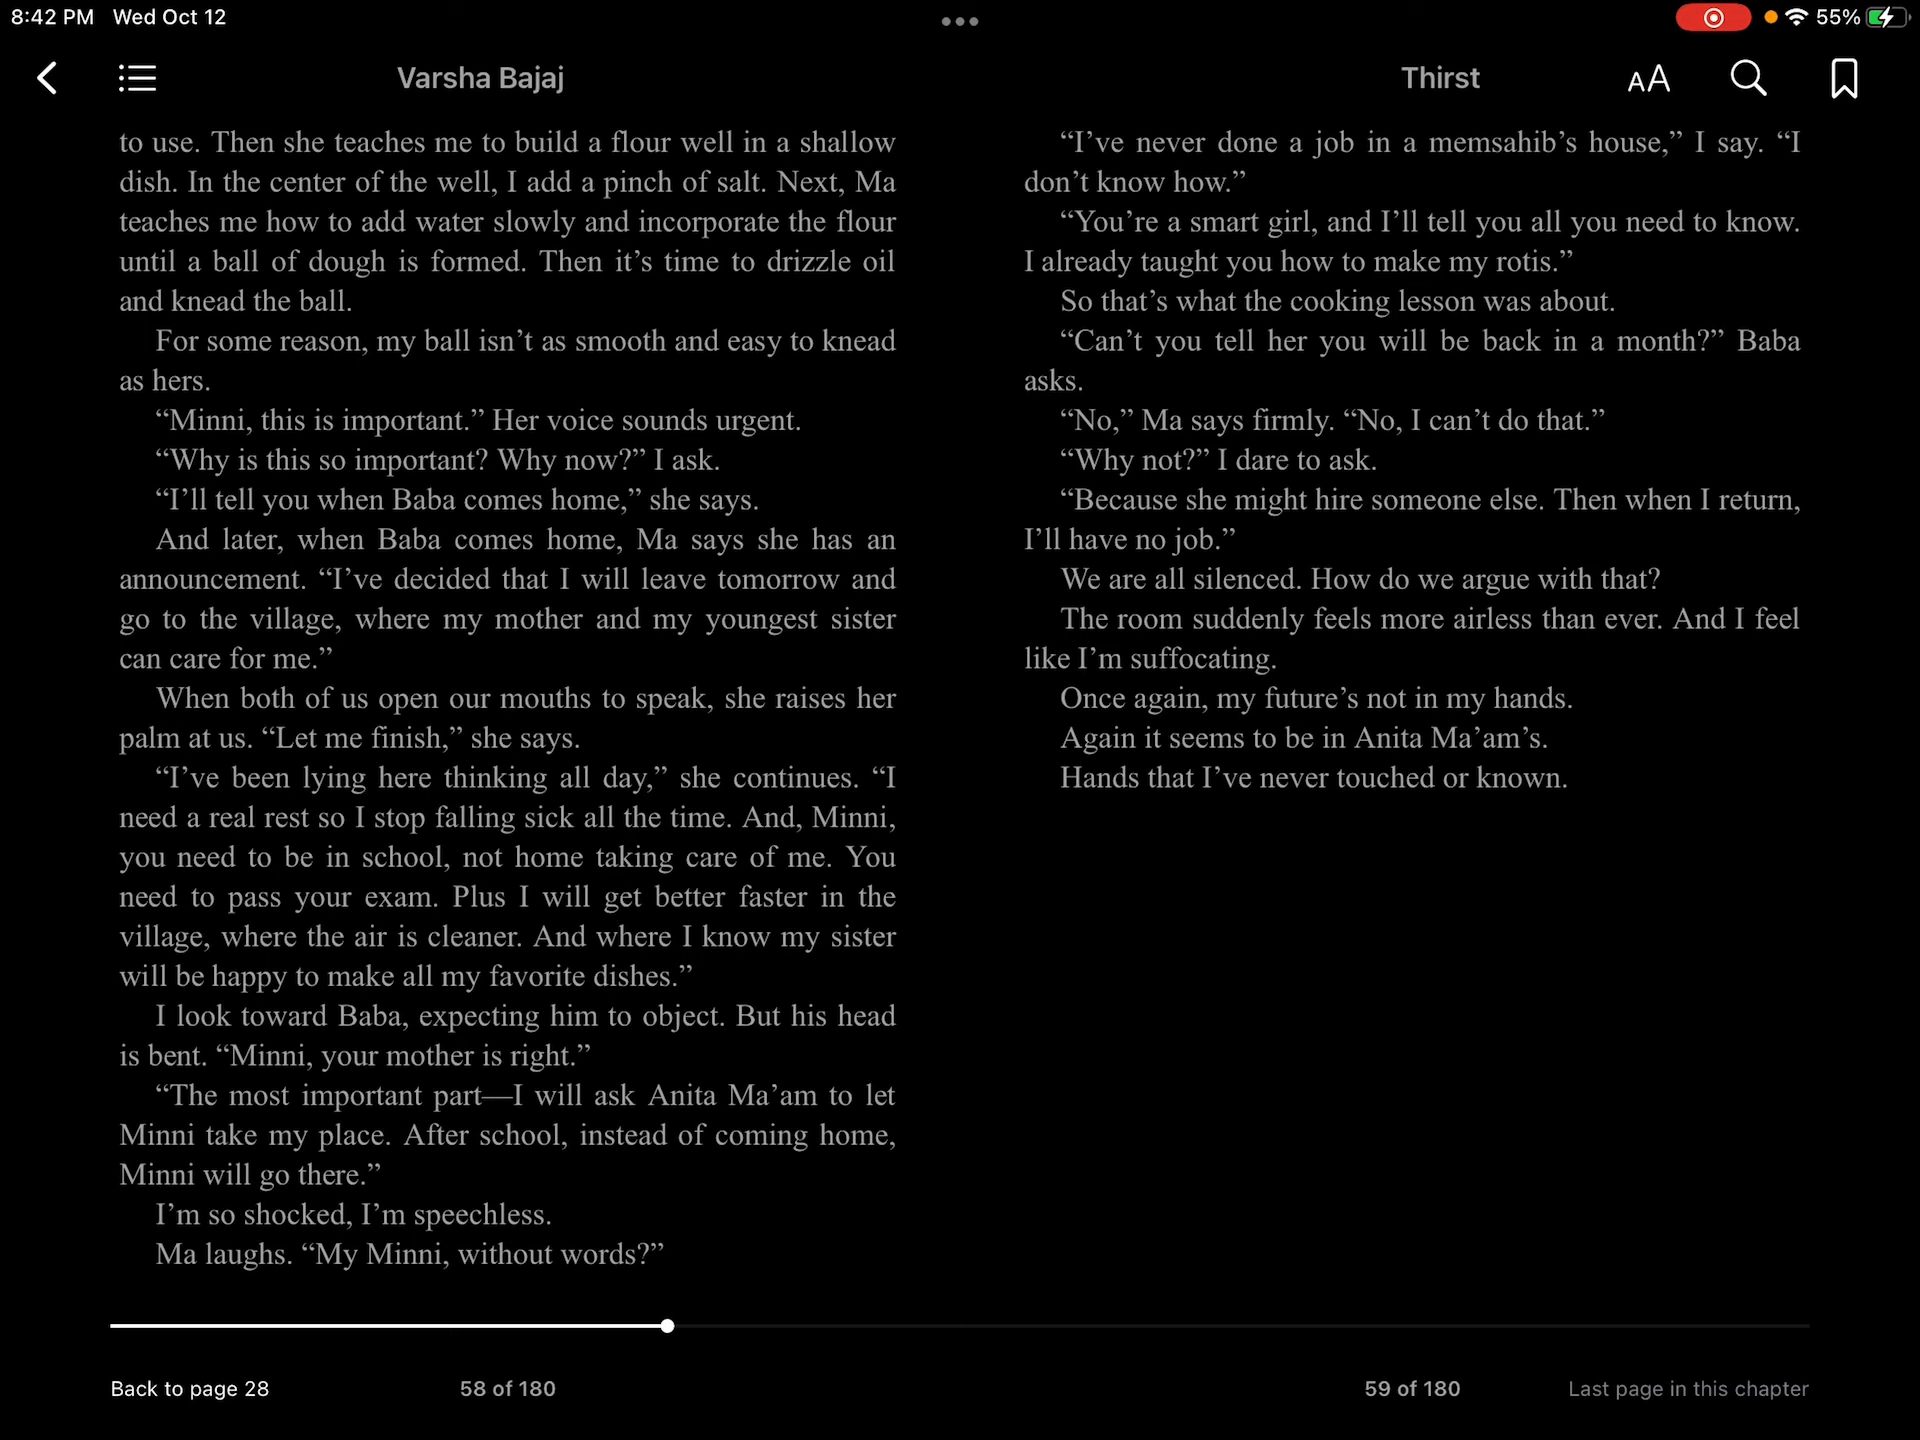 8:42 PM Wed Oct 12
55%
Varsha Bajaj
Thirst
AA
to use. Then she teaches me to build a flour well in a shallow
dish. In the center of the well, I add a pinch of salt. Next, Ma
teaches me how to add water slowly and incorporate the flour
until a ball of dough is formed. Then it’s time to drizzle oil
and knead the ball.
For some reason, my ball isn’t as smooth and easy to knead
as hers.
“Minni, this is important.” Her voice sounds urgent.
“Why is this so important? Why now?” I ask.
“I’ll tell you when Baba comes home,” she says.
And later, when Baba comes home, Ma says she has an
announcement. “I’ve decided that I will leave tomorrow and
go to the village, where my mother and my youngest sister
can care for me.”
When both of us open our mouths to speak, she raises her
palm at us. “Let me finish,” she says.
“I’ve been lying here thinking all day,” she continues. “I
need a real rest so I stop falling sick all the time. And, Minni,
you need to be in school, not home taking care of me. You
need to pass your exam. Plus I will get better faster in the
village, where the air is cleaner. And where I know my sister
will be happy to make all my favorite dishes.”
I look toward Baba, expecting him to object. But his head
is bent. “Minni, your mother is right.”
“The most important part—I will ask Anita Ma’am to let
Minni take my place. After school, instead of coming home,
Minni will go there.”
I’m so shocked, I’m speechless.
Ma laughs. “My Minni, without words?”
“I’ve never done a job in a memsahib’s house,” I say. “I
don’t know how.”
“You’re a smart girl, and I’ll tell you all you need to know.
I already taught you how to make my rotis.”
So that’s what the cooking lesson was about.
“Can’t you tell her you will be back in a month?” Baba
asks.
“No,” Ma says firmly. “No, I can’t do that.”
“Why not?” I dare to ask.
“Because she might hire someone else. Then when I return,
I’ll have no job.”
We are all silenced. How do we argue with that?
The room suddenly feels more airless than ever. And I feel
like I’m suffocating.
Once again, my future’s not in my hands.
Again it seems to be in Anita Ma’am’s.
Hands that I’ve never touched or known.
Back to page 28
58 of 180
59 of 180
Last page in this chapter